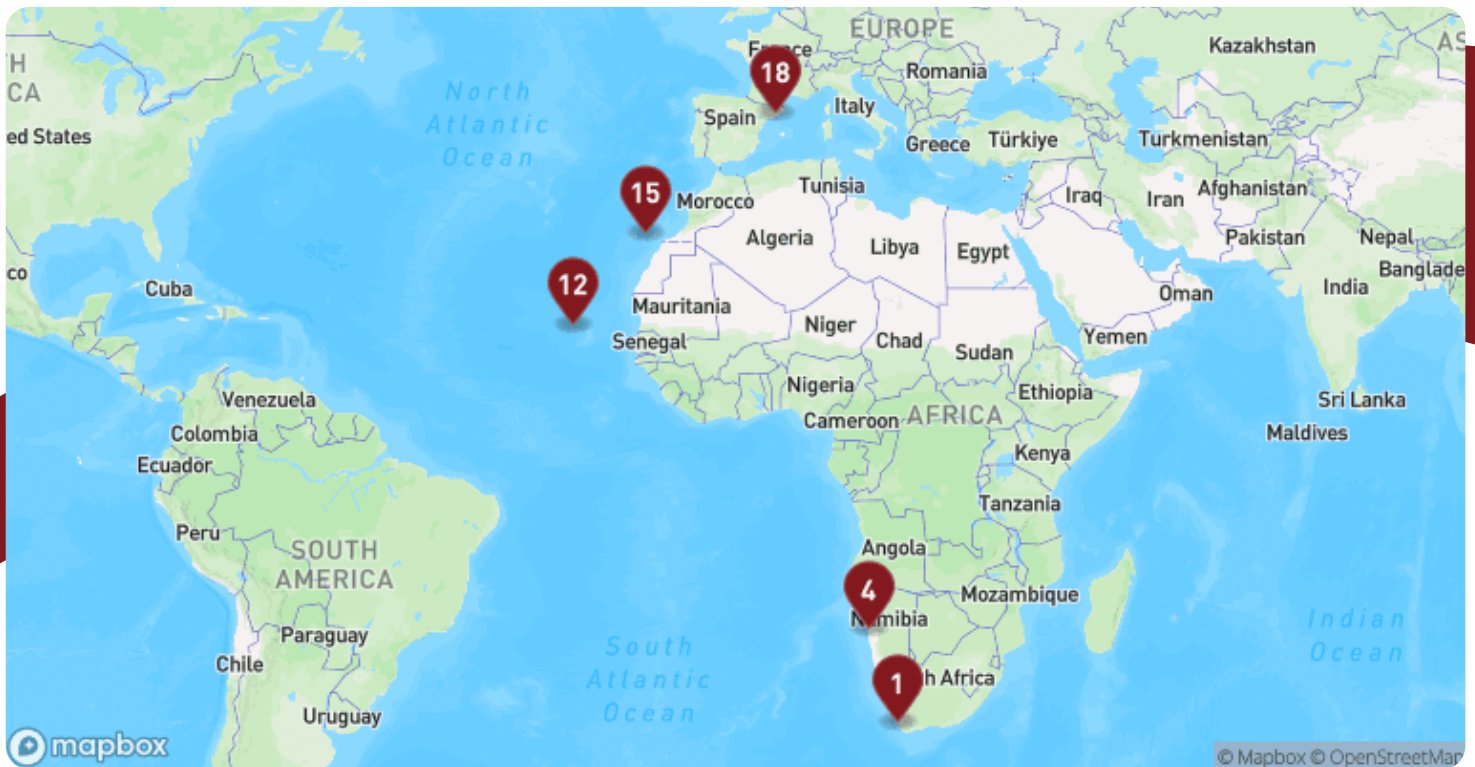 EUROPE
AS
Kazakhstan
France
H
CA
18
Romania
North
Atlantic
Ocean
Italy
Spain
ed States
Greece
Türkiye
Turkmenistan
15
Morocco
Tunisia
Iraq
Iran
Afghanistan
Algeria
Libya
Egypt
Pakistan
Nepal
co
Cuba
12
Mauritania
Banglade
India
Oman
Niger
Chad
Yemen
Senegal
Sudan
Nigeria
Ethiopia
Venezuela
Sri Lanka
Cameroon
AFRICA
Colombia
Maldives
Ecuador
Kenya
Tanzania
Peru
SOUTH
AMERICA
Angola
4
Namibia
Mozambique
Paraguay
Indian
Ocean
South
Atlantic
Ocean
Chile
1
h Africa
Uruguay
mapbox
© Mapbox © OpenStreetMap